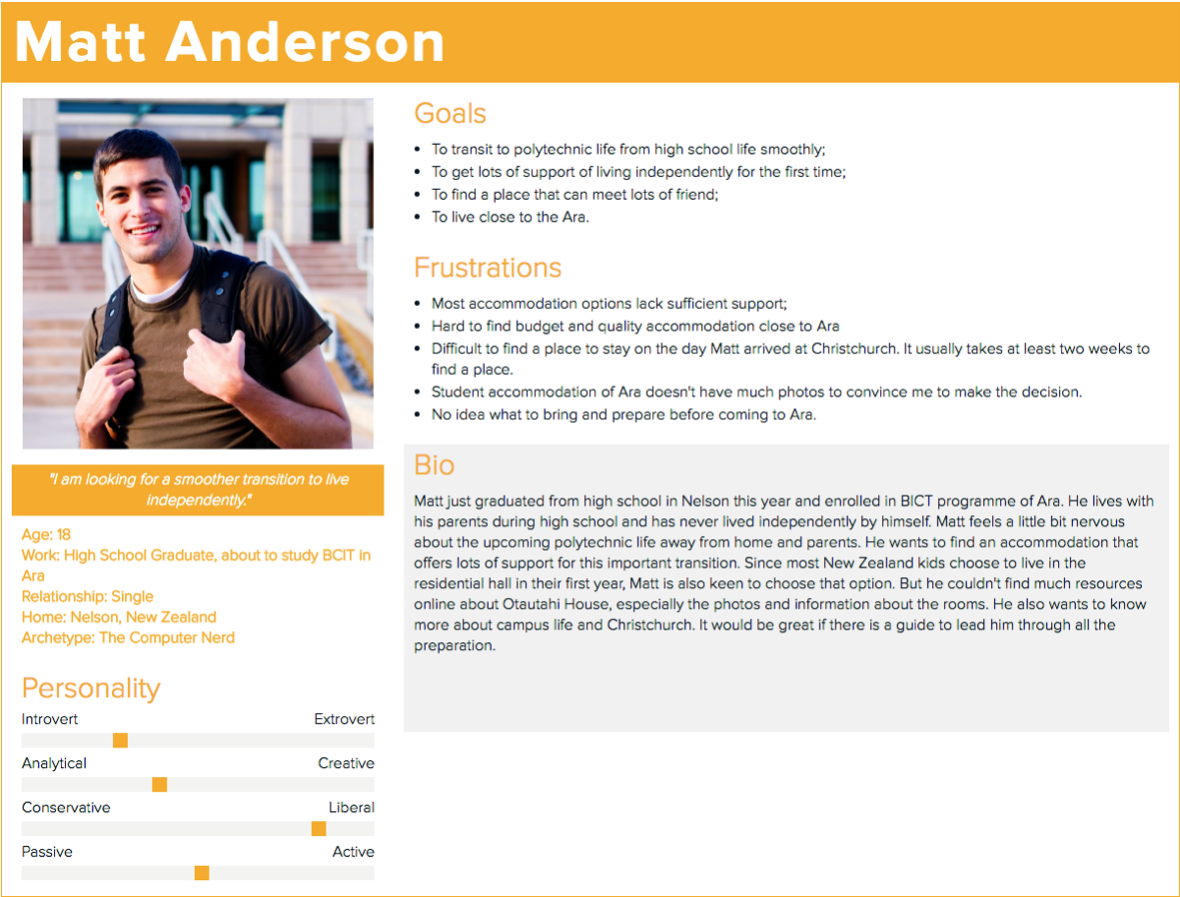 Matt Anderson
"I am looking for a smoother transition to live
independently."
Age: 18
Work: High School Graduate, about to study BCIT in
Ara
Relationship: Single
Home: Nelson, New Zealand
Archetype: The Computer Nerd
Personality
Introvert Extrovert
Analytical Creative
Conservative Liberal
Passive Active
Goals
• To transit to polytechnic life from high school life smoothly;
• To get lots of support of living independently for the first time;
• To find a place that can meet lots of friend;
• To live close to the Ara.
Frustrations
• Most accommodation options lack sufficient support;
• Hard to find budget and quality accommodation close to Ara
• Difficult to find a place to stay on the day Matt arrived at Christchurch. It usually takes at least two weeks to
find a place.
• Student accommodation of Ara doesn't have much photos to convince me to make the decision.
• No idea what to bring and prepare before coming to Ara.
Bio
Matt just graduated from high school in Nelson this year and enrolled in BICT programme of Ara. He lives with
his parents during high school and has never lived independently by himself. Matt feels a little bit nervous
about the upcoming polytechnic life away from home and parents. He wants to find an accommodation that
offers lots of support for this important transition. Since most New Zealand kids choose to live in the
residential hall in their first year, Matt is also keen to choose that option. But he couldn't find much resources
online about Otautahi House, especially the photos and information about the rooms. He also wants to know
more about campus life and Christchurch. It would be great if there is a guide to lead him through all the
preparation.